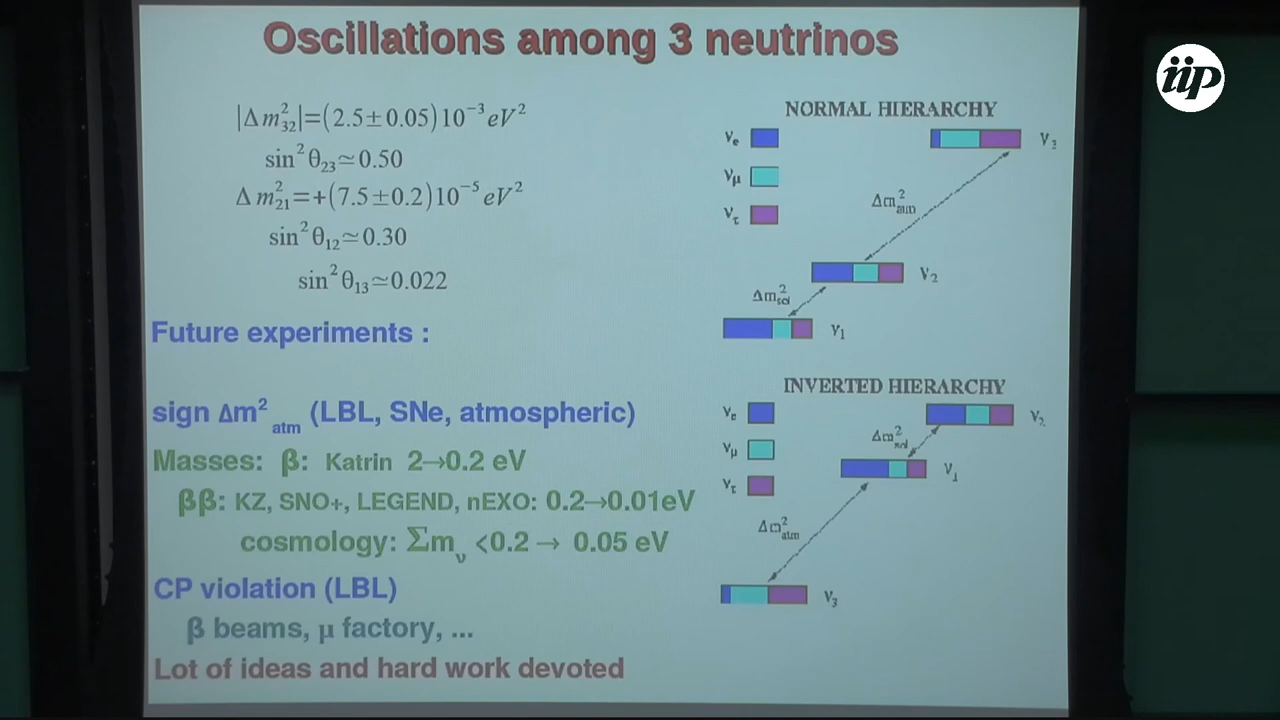 Oscillations among 3 neutrinos
|Δm²₃₂|=(2.5±0.05)10⁻³eV²
sin²θ₂₃≃0.50
Δm²₂₁=+(7.5±0.2)10⁻⁵eV²
sin²θ₁₂≃0.30
sin²θ₁₃≃0.022
Future experiments :
sign Δm²atm (LBL, SNe, atmospheric)
Masses: β: Katrin 2→0.2 eV
ββ: KZ, SNO+, LEGEND, nEXO: 0.2→0.01eV
cosmology: Σmν <0.2 → 0.05 eV
CP violation (LBL)
β beams, μ factory, ...
Lot of ideas and hard work devoted
NORMAL HIERARCHY
νe
νμ
ντ
ν₃
Δm²atm
ν₂
Δm²sol
ν₁
INVERTED HIERARCHY
νe
νμ
ντ
ν₂
Δm²sol
ν₁
Δm²atm
ν₃
iip